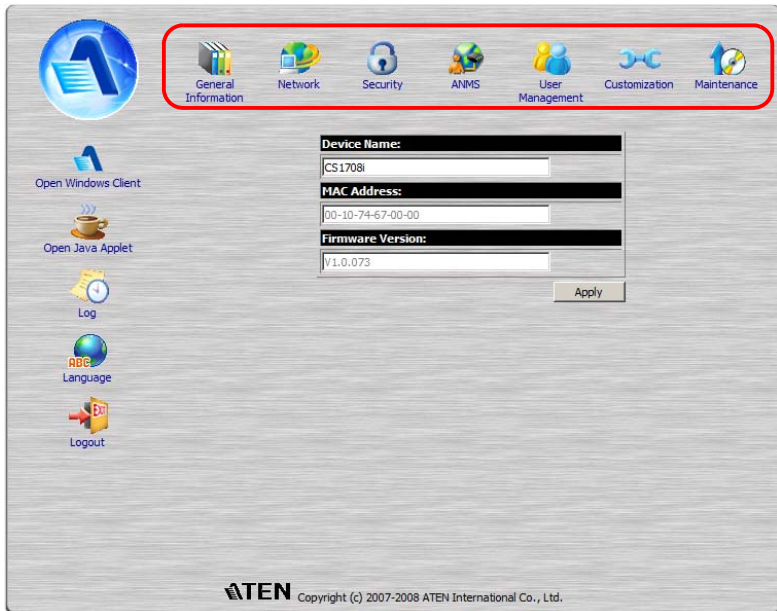 General
Information
Network
Security
ANMS
User
Management
Customization
Maintenance
Open Windows Client
Open Java Applet
Log
ABC
Language
EXIT
Logout
Device Name:
CS1708i
MAC Address:
00-10-74-67-00-00
Firmware Version:
V1.0.073
Apply
ATEN Copyright (c) 2007-2008 ATEN International Co., Ltd.